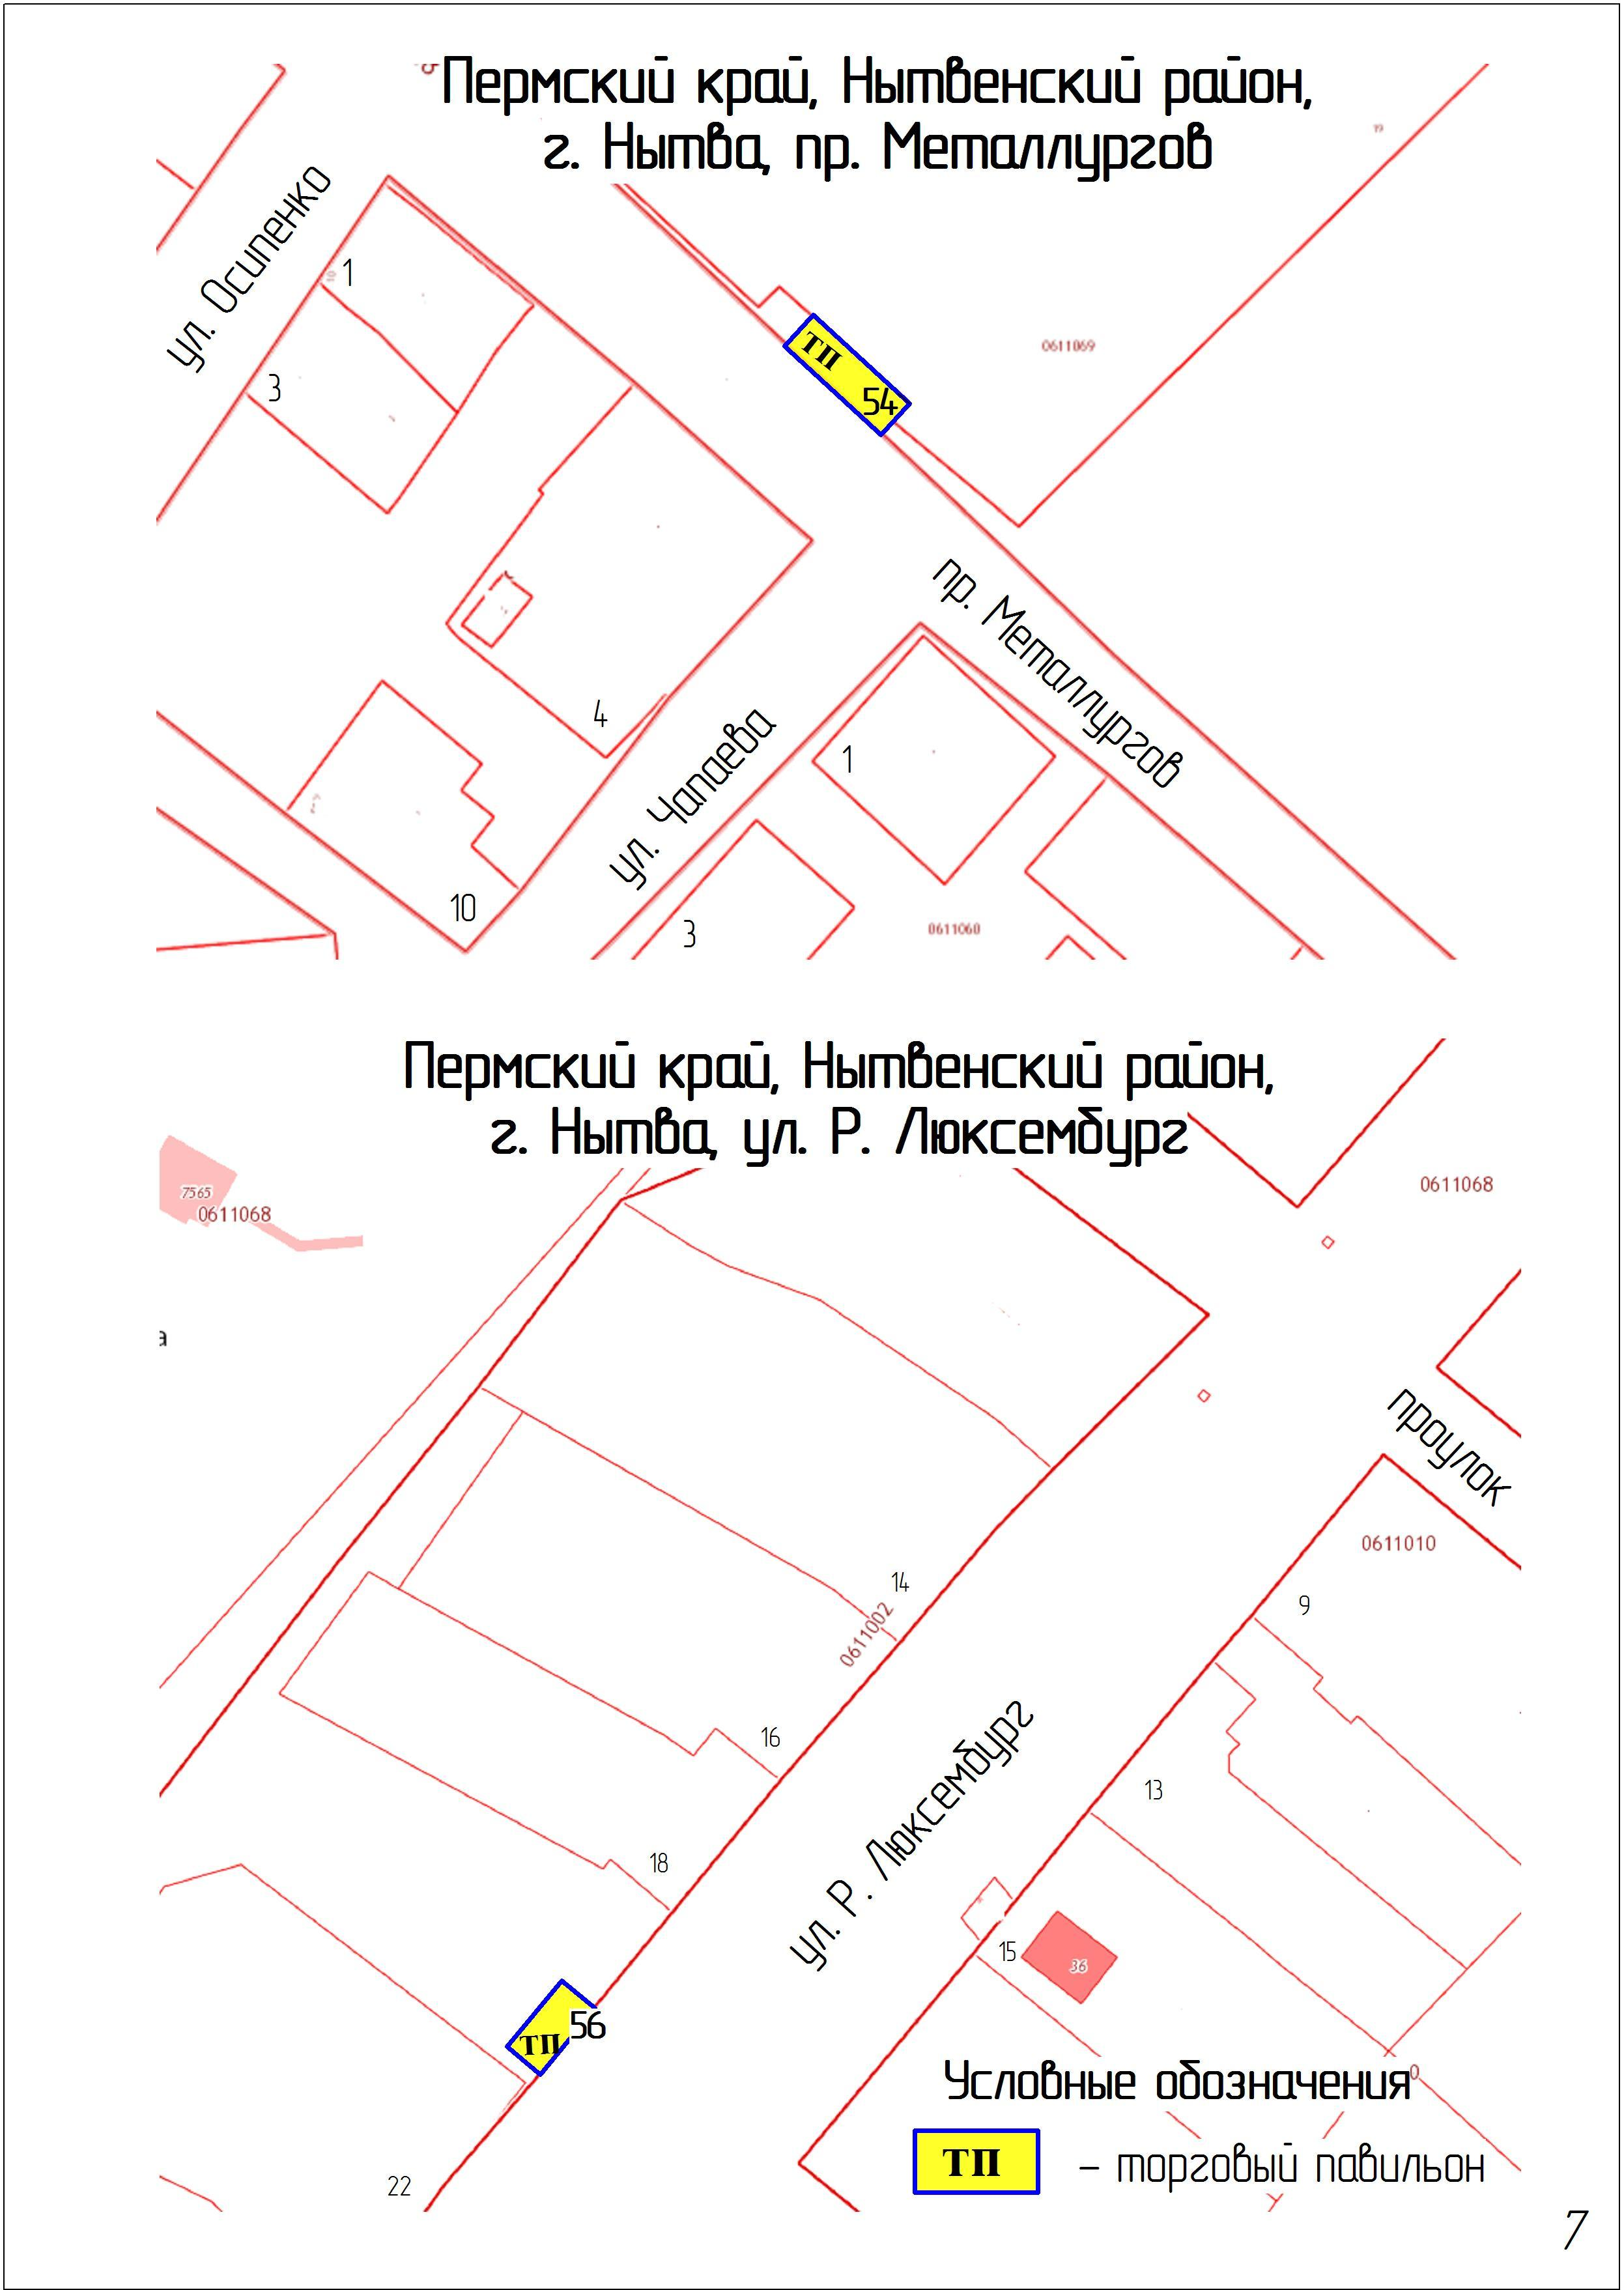 Пермский край, Нытвенский район,
г. Нытва, пр. Металлургов
ул. Осипенко
1
3
ТП
54
0611069
пр. Металлургов
4
ул. Чапаева
1
10
3
0611060
Пермский край, Нытвенский район,
г. Нытва, ул. Р. Люксембург
7565
0611068
0611068
а
проулок
0611010
14
0611002
9
16
ул. Р. Люксембург
13
18
15
36
ТП
56
Условные обозначения
0
ТП – торговый павильон
22
7